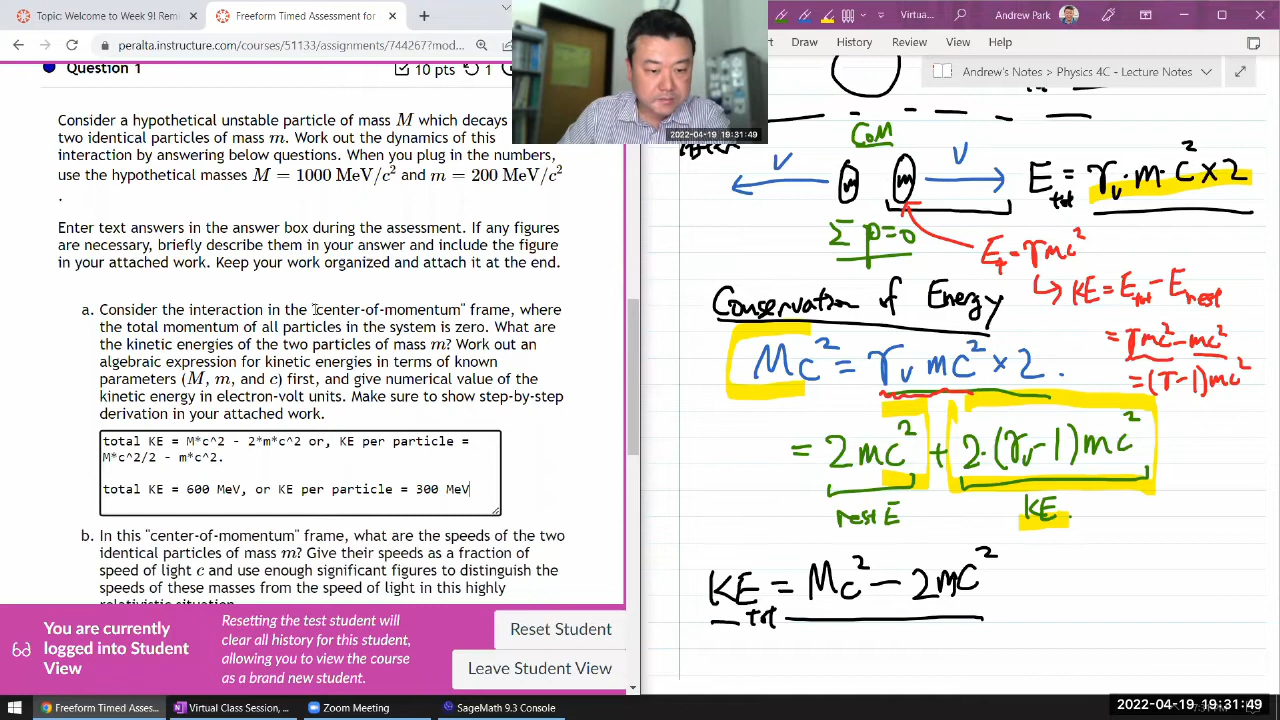 Topic: Welcome to Week 9! Rem
Freeform Timed Assessment for
peralta.instructure.com/courses/51133/assignments/7442677mod...
Question 1
10 pts
1
Consider a hypothetical unstable particle of mass M which decays
two identical particles of mass m. Work out the dynamics of this
interaction by answering below questions. When you plug in the numbers,
use the hypothetical masses M = 1000 MeV/c² and m = 200 MeV/c²
.
Enter text answers in the answer box during the assessment. If any figures
are necessary, briefly describe them in your answer and include the figure
in your attached work. Keep your work organized and attach it at the end.
a. Consider the interaction in the "center-of-momentum" frame, where
the total momentum of all particles in the system is zero. What are
the kinetic energies of the two particles of mass m? Work out an
algebraic expression for kinetic energies in terms of known
parameters (M, m, and c) first, and give numerical value of the
kinetic energy in electron-volt units. Make sure to show step-by-step
derivation in your attached work.
total KE = M*c^2 - 2*m*c^2 or, KE per particle =
M*c^2/2 - m*c^2.
total KE = 600 MeV, or KE per particle = 300 MeV
b. In this "center-of-momentum" frame, what are the speeds of the two
identical particles of mass m? Give their speeds as a fraction of
speed of light c and use enough significant figures to distinguish the
speeds of these masses from the speed of light in this highly
relativistic situation.
You are currently
logged into Student
View
Resetting the test student will
clear all history for this student,
allowing you to view the course
as a brand new student.
Reset Student
Leave Student View
2022-04-19 19:31:49
Virtua...
Andrew Park
Draw
History
Review
View
Help
Andrew's Notes > Physics 4C - Lecture Notes
CoM
V
V
m
m
E_tot = γ_v·m·c² × 2
Σ p=0
E_T = γmc²
↳ KE = E_tot − E_rest
= γmc² − mc²
= (γ−1)mc²
Conservation of Energy
Mc² = γ_v mc² × 2.
= 2mc² + 2·(γ_v−1)mc²
rest E
KE.
KE_tot = Mc² − 2mc²
Freeform Timed Asses...
Virtual Class Session, ...
Zoom Meeting
SageMath 9.3 Console
2022-04-19 19:31:49